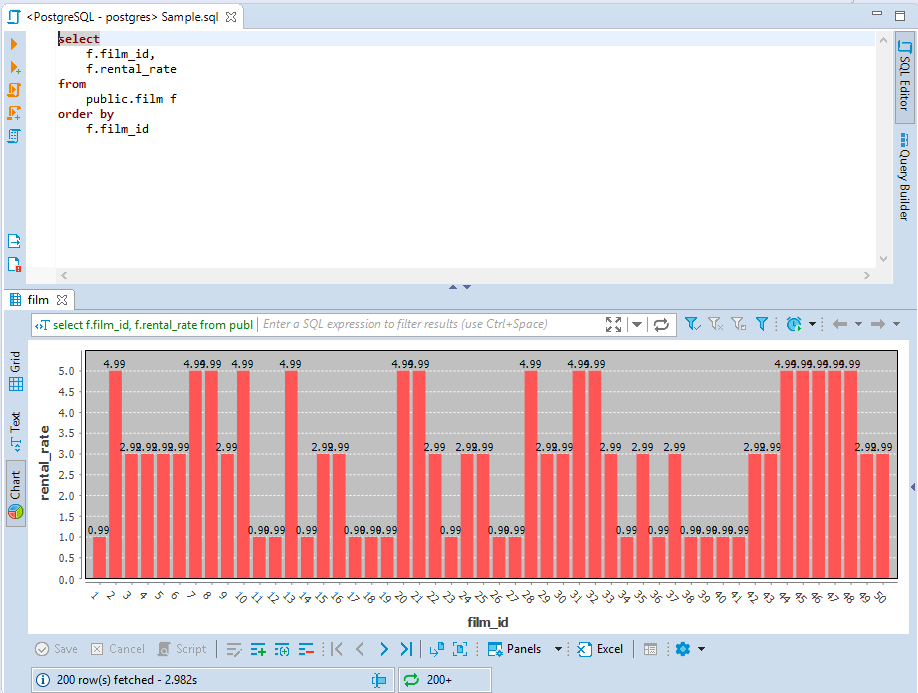 <PostgreSQL - postgres> Sample.sql
select
f.film_id,
f.rental_rate
from
public.film f
order by
f.film_id
SQL Editor
Query Builder
film
select f.film_id, f.rental_rate from publ
Enter a SQL expression to filter results (use Ctrl+Space)
Grid
Text
Chart
rental_rate
5.0
4.5
4.0
3.5
3.0
2.5
2.0
1.5
1.0
0.5
0.0
0.99 4.99 2.99 2.99 2.99 2.99 4.99 4.99 2.99 4.99 0.99 0.99 4.99 0.99 2.99 2.99 0.99 0.99 0.99 4.99 4.99 2.99 0.99 2.99 2.99 0.99 0.99 4.99 2.99 2.99 4.99 4.99 2.99 0.99 2.99 0.99 2.99 0.99 0.99 0.99 0.99 2.99 2.99 4.99 4.99 4.99 4.99 4.99 2.99 2.99
1 2 3 4 5 6 7 8 9 10 11 12 13 14 15 16 17 18 19 20 21 22 23 24 25 26 27 28 29 30 31 32 33 34 35 36 37 38 39 40 41 42 43 44 45 46 47 48 49 50
film_id
Save Cancel Script Panels Excel
200 row(s) fetched - 2.982s
200+